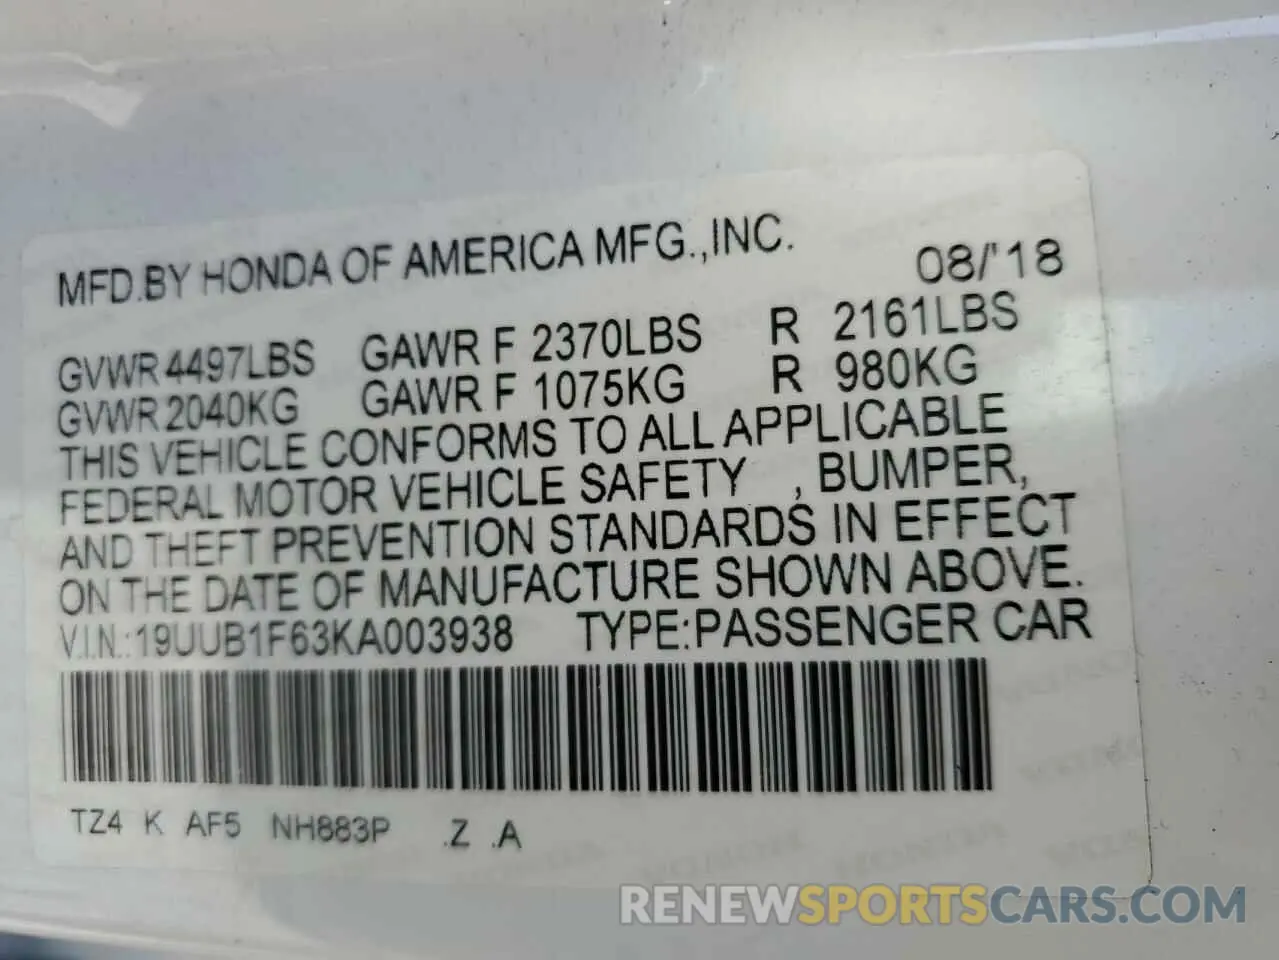 MFD.BY HONDA OF AMERICA MFG.,INC.
08/'18
GVWR 4497LBS GAWR F 2370LBS R 2161LBS
GVWR 2040KG GAWR F 1075KG R 980KG
THIS VEHICLE CONFORMS TO ALL APPLICABLE
FEDERAL MOTOR VEHICLE SAFETY , BUMPER,
AND THEFT PREVENTION STANDARDS IN EFFECT
ON THE DATE OF MANUFACTURE SHOWN ABOVE.
V.I.N.:19UUB1F63KA003938 TYPE:PASSENGER CAR
TZ4 K AF5 NH883P .Z .A
RENEWSPORTSCARS.COM